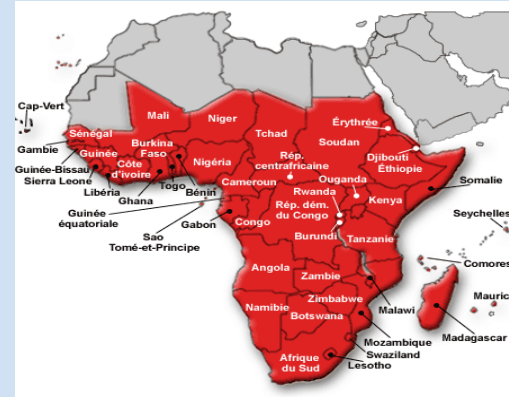 Cap-Vert
Mali
Niger
Tchad
Érythrée
Soudan
Sénégal
Gambie
Guinée
Burkina
Faso
Guinée-Bissau
Sierra Leone
Côte
d'ivoire
Nigéria
Rép.
centrafricaine
Djibouti
Éthiopie
Libéria
Ghana
Togo
Bénin
Cameroun
Ouganda
Rwanda
Kenya
Somalie
Guinée
équatoriale
Gabon
Congo
Rép. dém.
du Congo
Burundi
Seychelles
Sao
Tomé-et-Principe
Tanzanie
Comores
Angola
Zambie
Malawi
Mauric
Namibie
Zimbabwe
Botswana
Mozambique
Madagascar
Swaziland
Lesotho
Afrique
du Sud